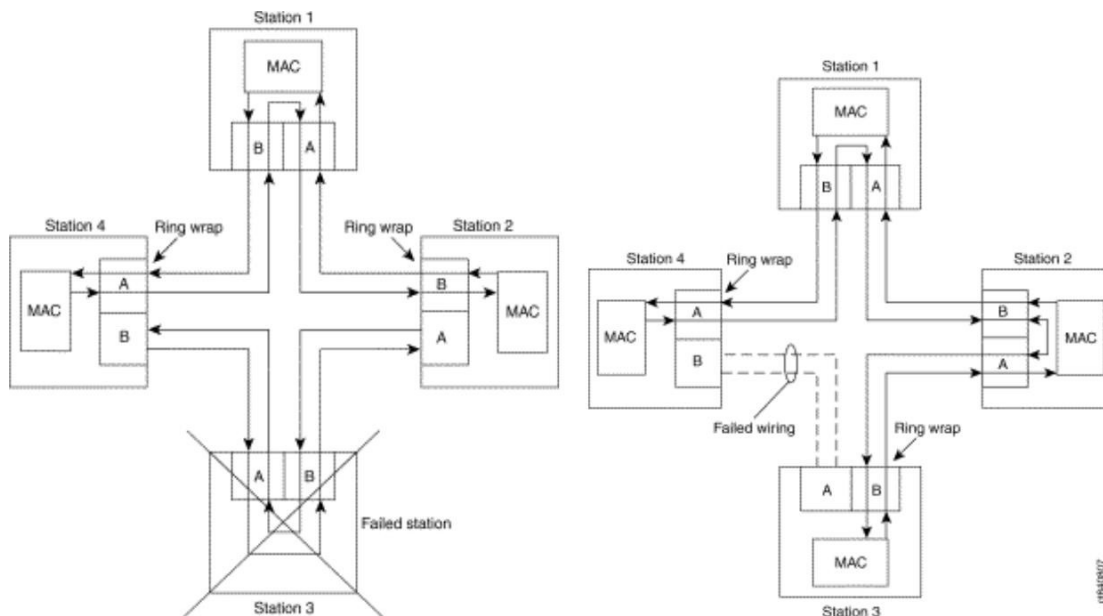 Station 1
MAC
B A
Station 4
Ring wrap
Ring wrap
Station 2
A
MAC
B
B
MAC
A
A B
Failed station
Station 3
Station 1
MAC
B A
Station 4
Ring wrap
Station 2
A
MAC
B
B
MAC
A
Failed wiring
Ring wrap
A B
MAC
Station 3